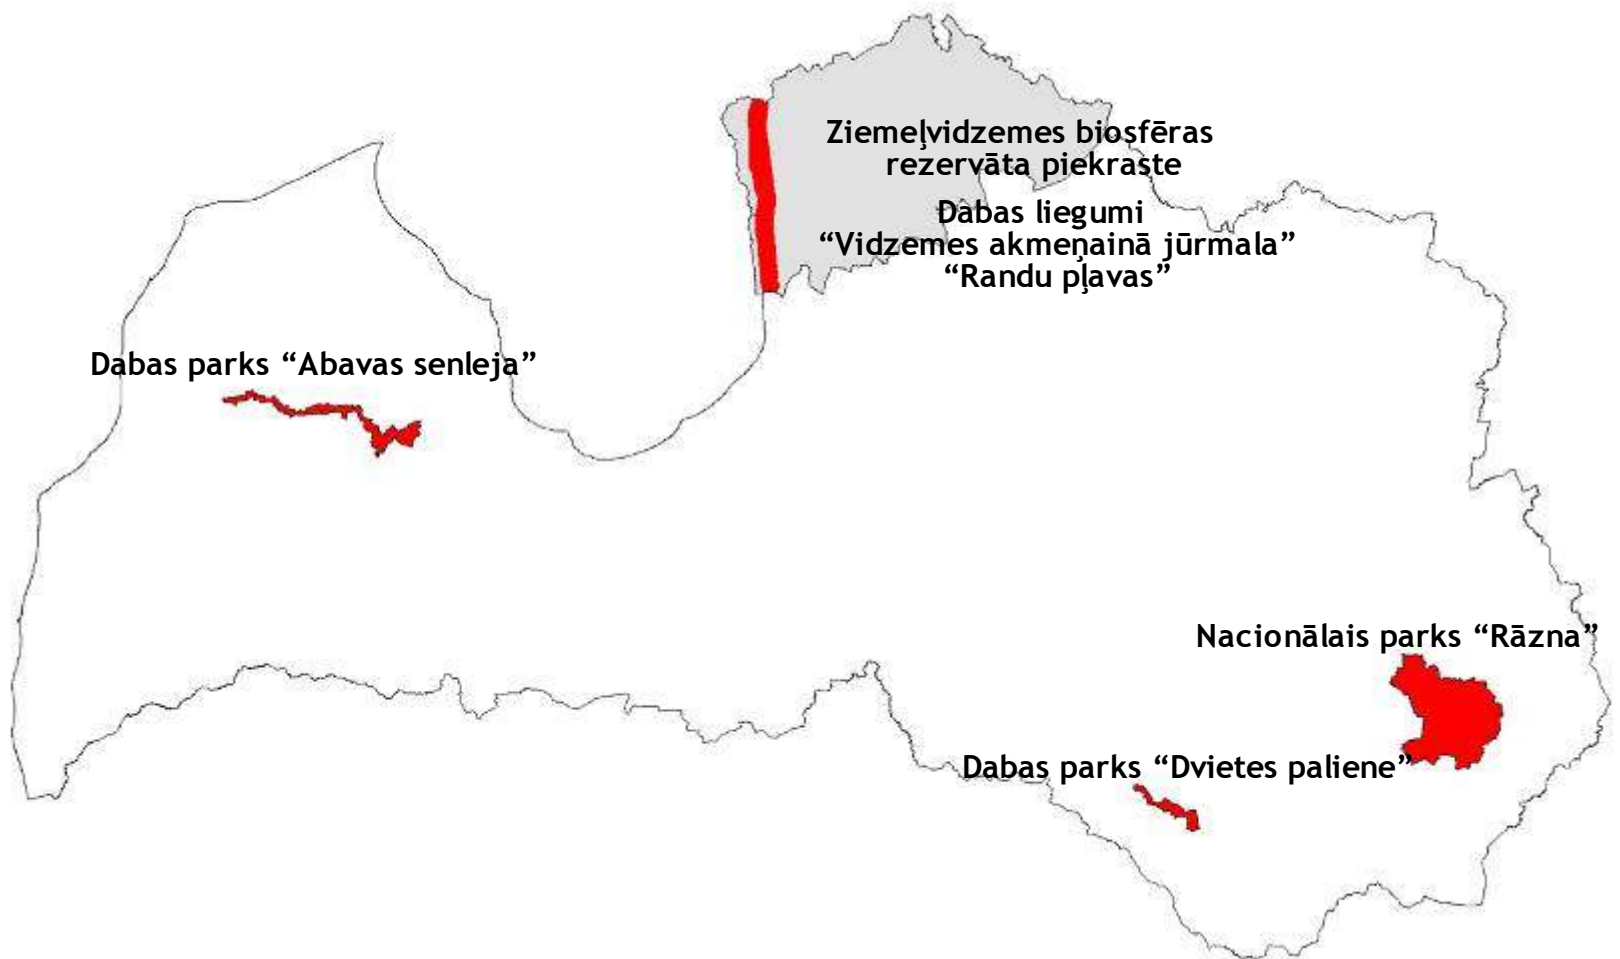 Ziemeļvidzemes biosfēras
rezervāta piekraste
Dabas liegumi
“Vidzemes akmeņainā jūrmala”
“Randu pļavas”
Dabas parks “Abavas senleja”
Nacionālais parks “Rāzna”
Dabas parks “Dvietes paliene”